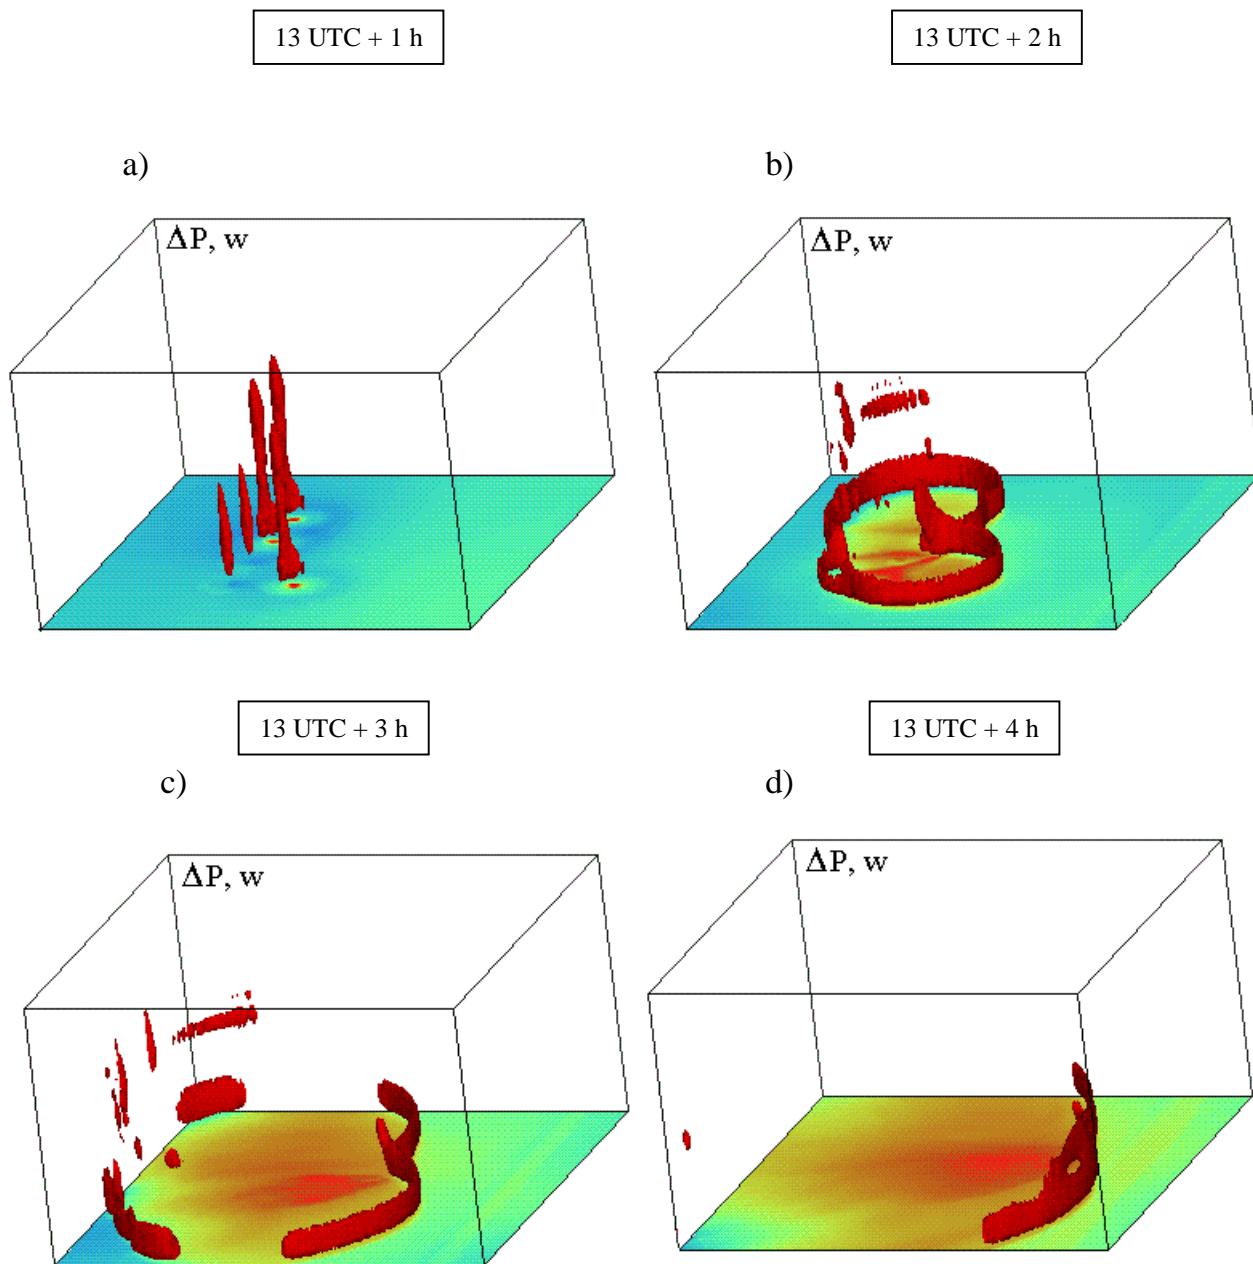 13 UTC + 1 h
13 UTC + 2 h
a)
b)
ΔP, w
ΔP, w
13 UTC + 3 h
13 UTC + 4 h
c)
d)
ΔP, w
ΔP, w